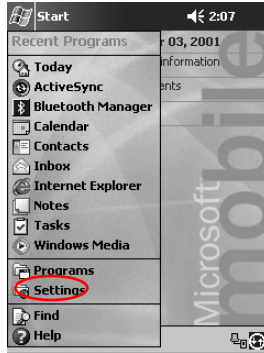 Start 2:07
Recent Programs r 03, 2001
Today information
ActiveSync ents
Bluetooth Manager
Calendar
Contacts
Inbox
Internet Explorer
Notes
Tasks
Windows Media
Programs
Settings
Find
Help
Microsoft
mobile